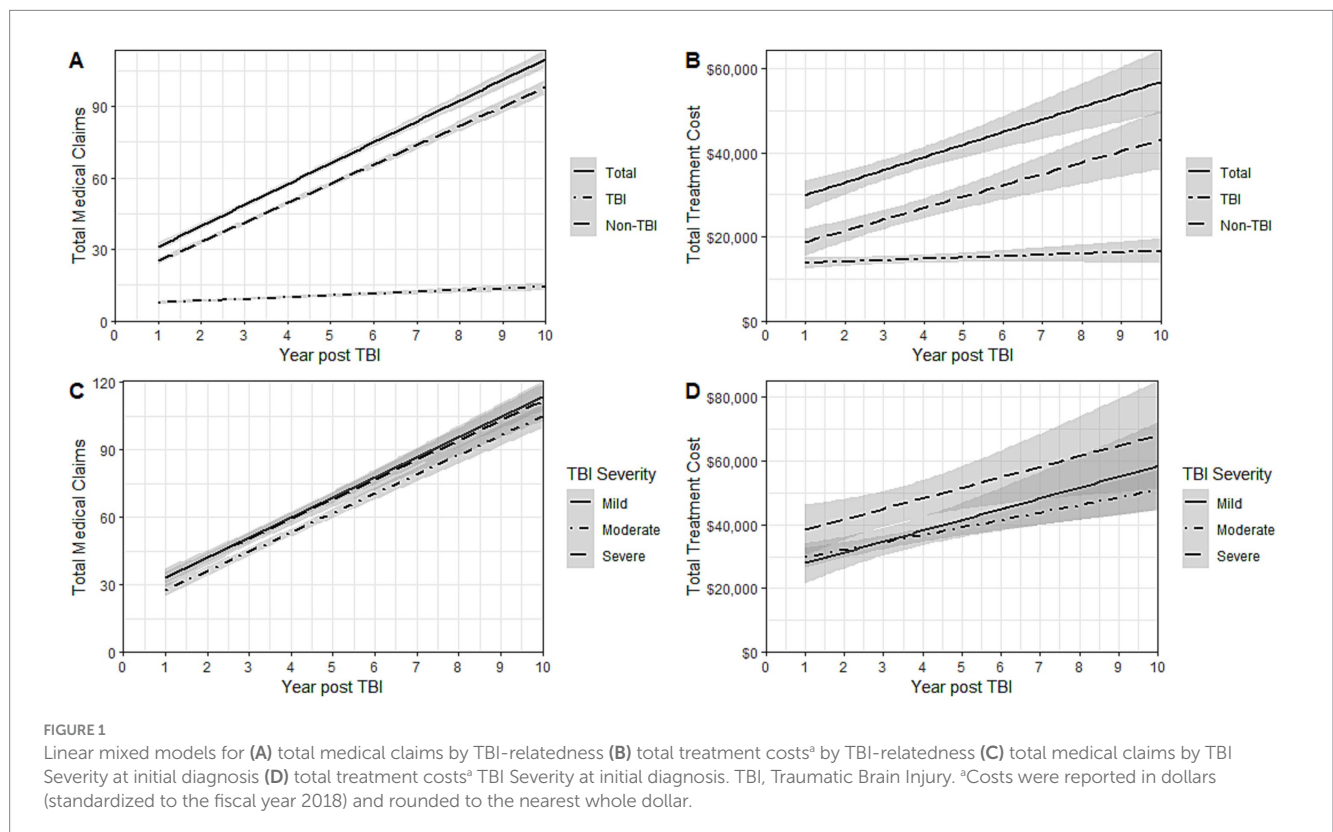 A
Total Medical Claims
90
60
30
0
0 1 2 3 4 5 6 7 8 9 10
Year post TBI
Total
TBI
Non-TBI
B
Total Treatment Cost
$60,000
$40,000
$20,000
$0
0 1 2 3 4 5 6 7 8 9 10
Year post TBI
Total
TBI
Non-TBI
C
Total Medical Claims
120
90
60
30
0
0 1 2 3 4 5 6 7 8 9 10
Year post TBI
TBI Severity
Mild
Moderate
Severe
D
Total Treatment Cost
$80,000
$60,000
$40,000
$20,000
$0
0 1 2 3 4 5 6 7 8 9 10
Year post TBI
TBI Severity
Mild
Moderate
Severe
FIGURE 1
Linear mixed models for (A) total medical claims by TBI-relatedness (B) total treatment costsᵃ by TBI-relatedness (C) total medical claims by TBI
Severity at initial diagnosis (D) total treatment costsᵃ TBI Severity at initial diagnosis. TBI, Traumatic Brain Injury. ᵃCosts were reported in dollars
(standardized to the fiscal year 2018) and rounded to the nearest whole dollar.